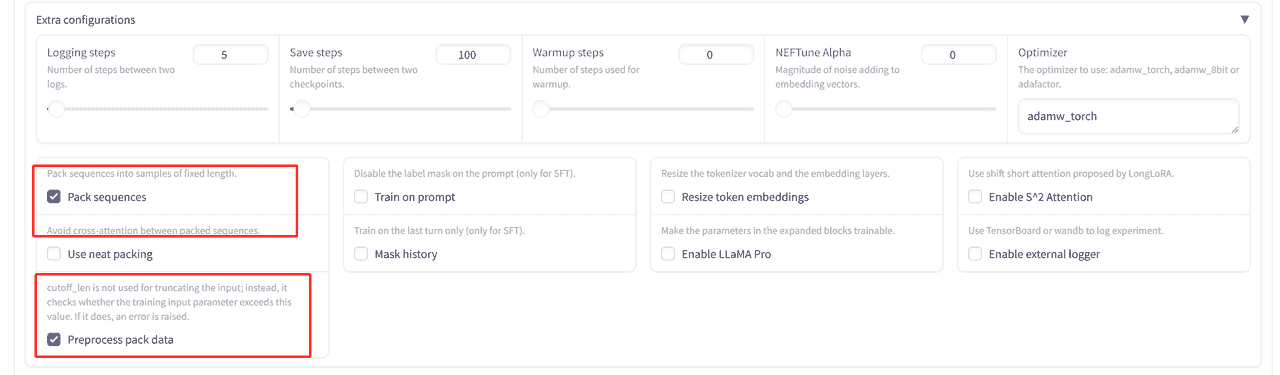 Extra configurations
▼
Logging steps
5
Number of steps between two
logs.
Save steps
100
Number of steps between two
checkpoints.
Warmup steps
0
Number of steps used for
warmup.
NEFTune Alpha
0
Magnitude of noise adding to
embedding vectors.
Optimizer
The optimizer to use: adamw_torch, adamw_8bit or
adafactor.
adamw_torch
Pack sequences into samples of fixed length.
Pack sequences
Avoid cross-attention between packed sequences.
Use neat packing
cutoff_len is not used for truncating the input; instead, it
checks whether the training input parameter exceeds this
value. If it does, an error is raised.
Preprocess pack data
Disable the label mask on the prompt (only for SFT).
Train on prompt
Train on the last turn only (only for SFT).
Mask history
Resize the tokenizer vocab and the embedding layers.
Resize token embeddings
Make the parameters in the expanded blocks trainable.
Enable LLaMA Pro
Use shift short attention proposed by LongLoRA.
Enable S^2 Attention
Use TensorBoard or wandb to log experiment.
Enable external logger